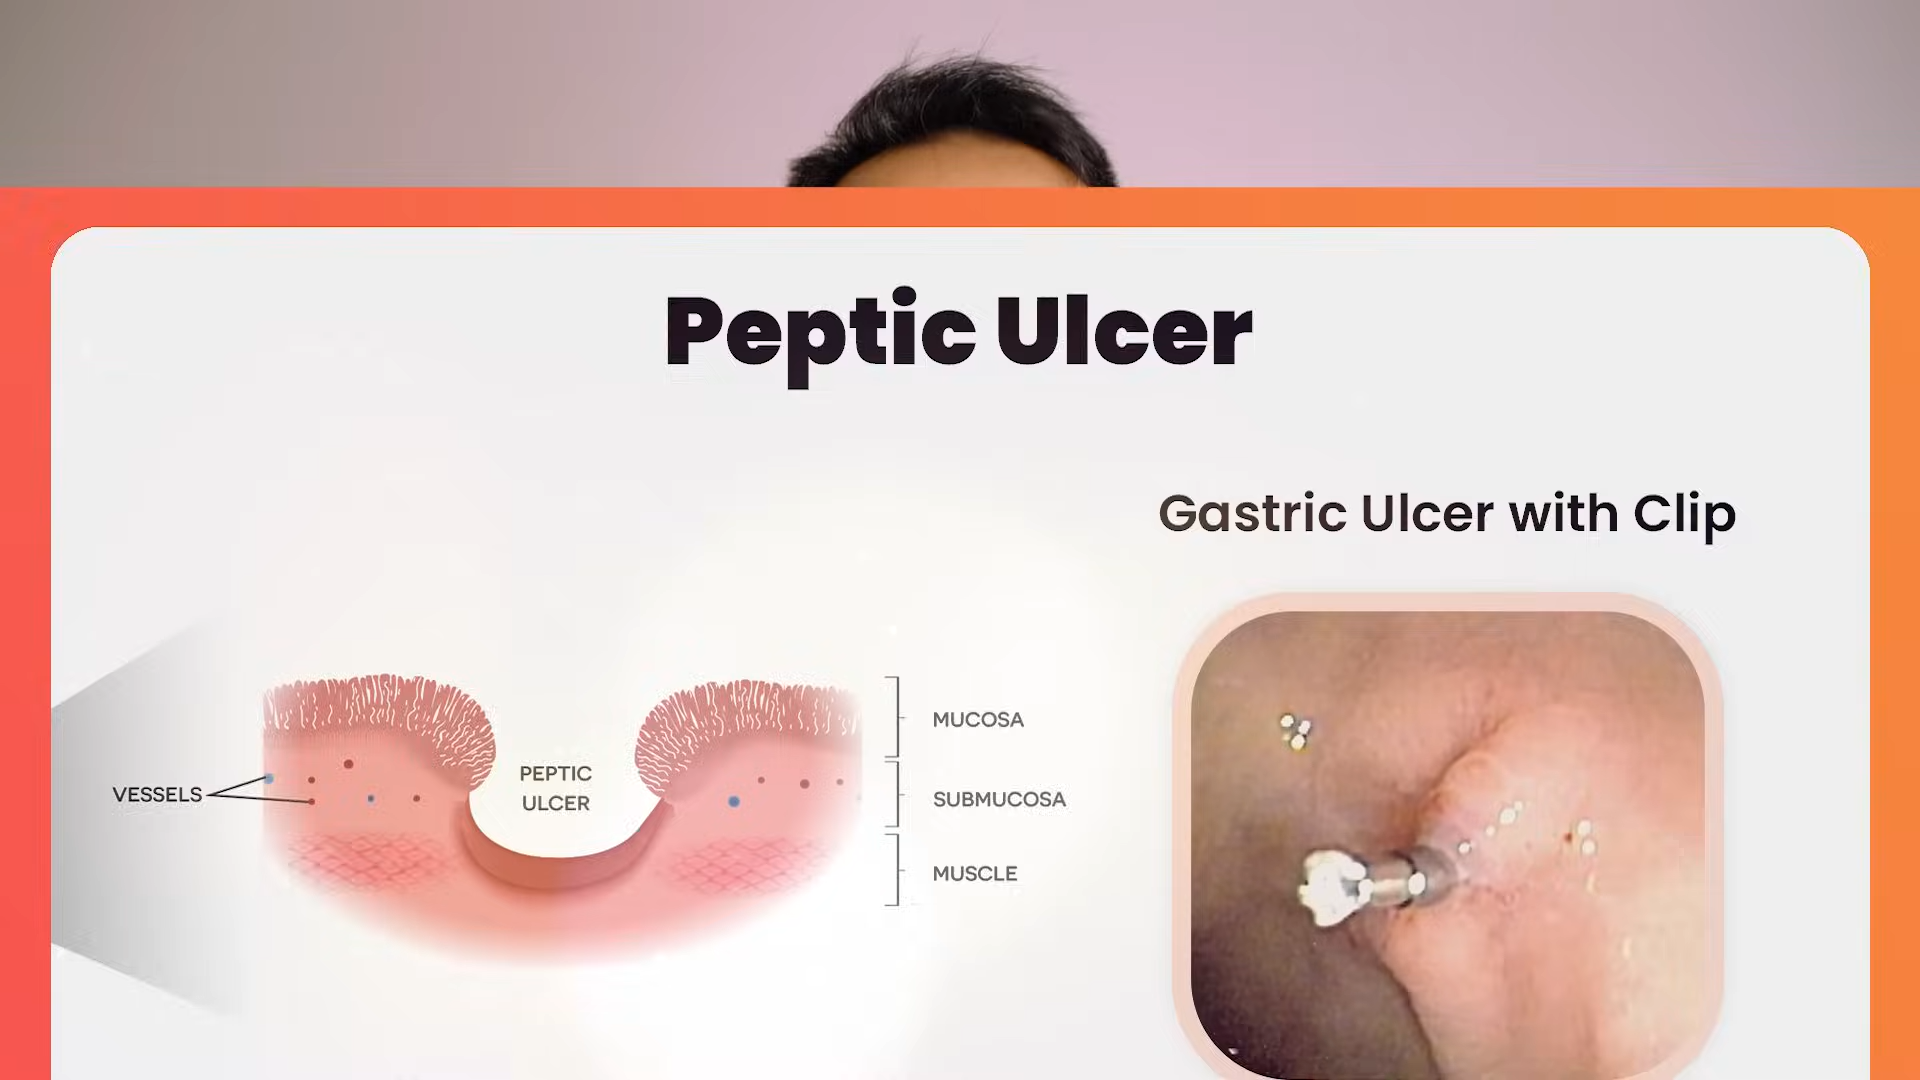 Peptic Ulcer
Gastric Ulcer with Clip
VESSELS
PEPTIC
ULCER
MUCOSA
SUBMUCOSA
MUSCLE